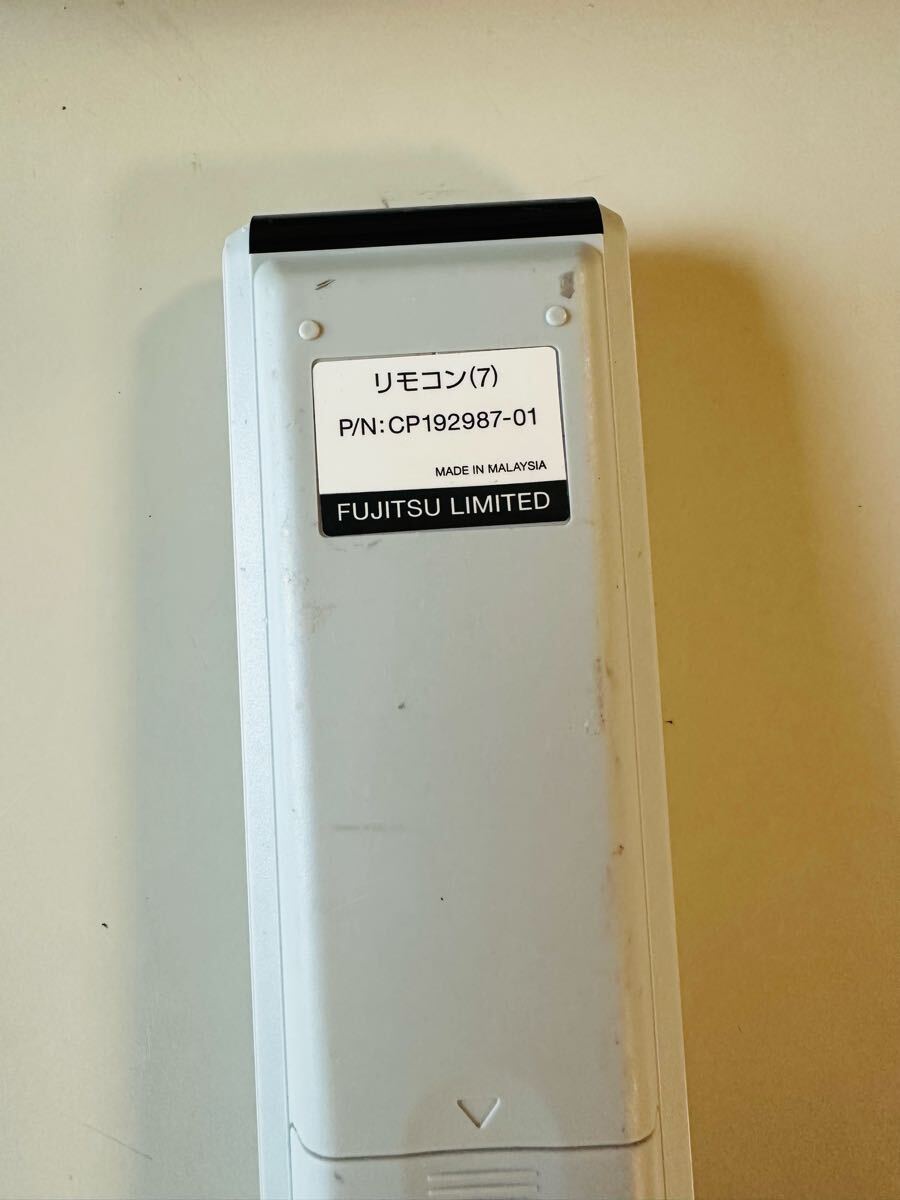 リモコン(7)
P/N:CP192987-01
MADE IN MALAYSIA
FUJITSU LIMITED